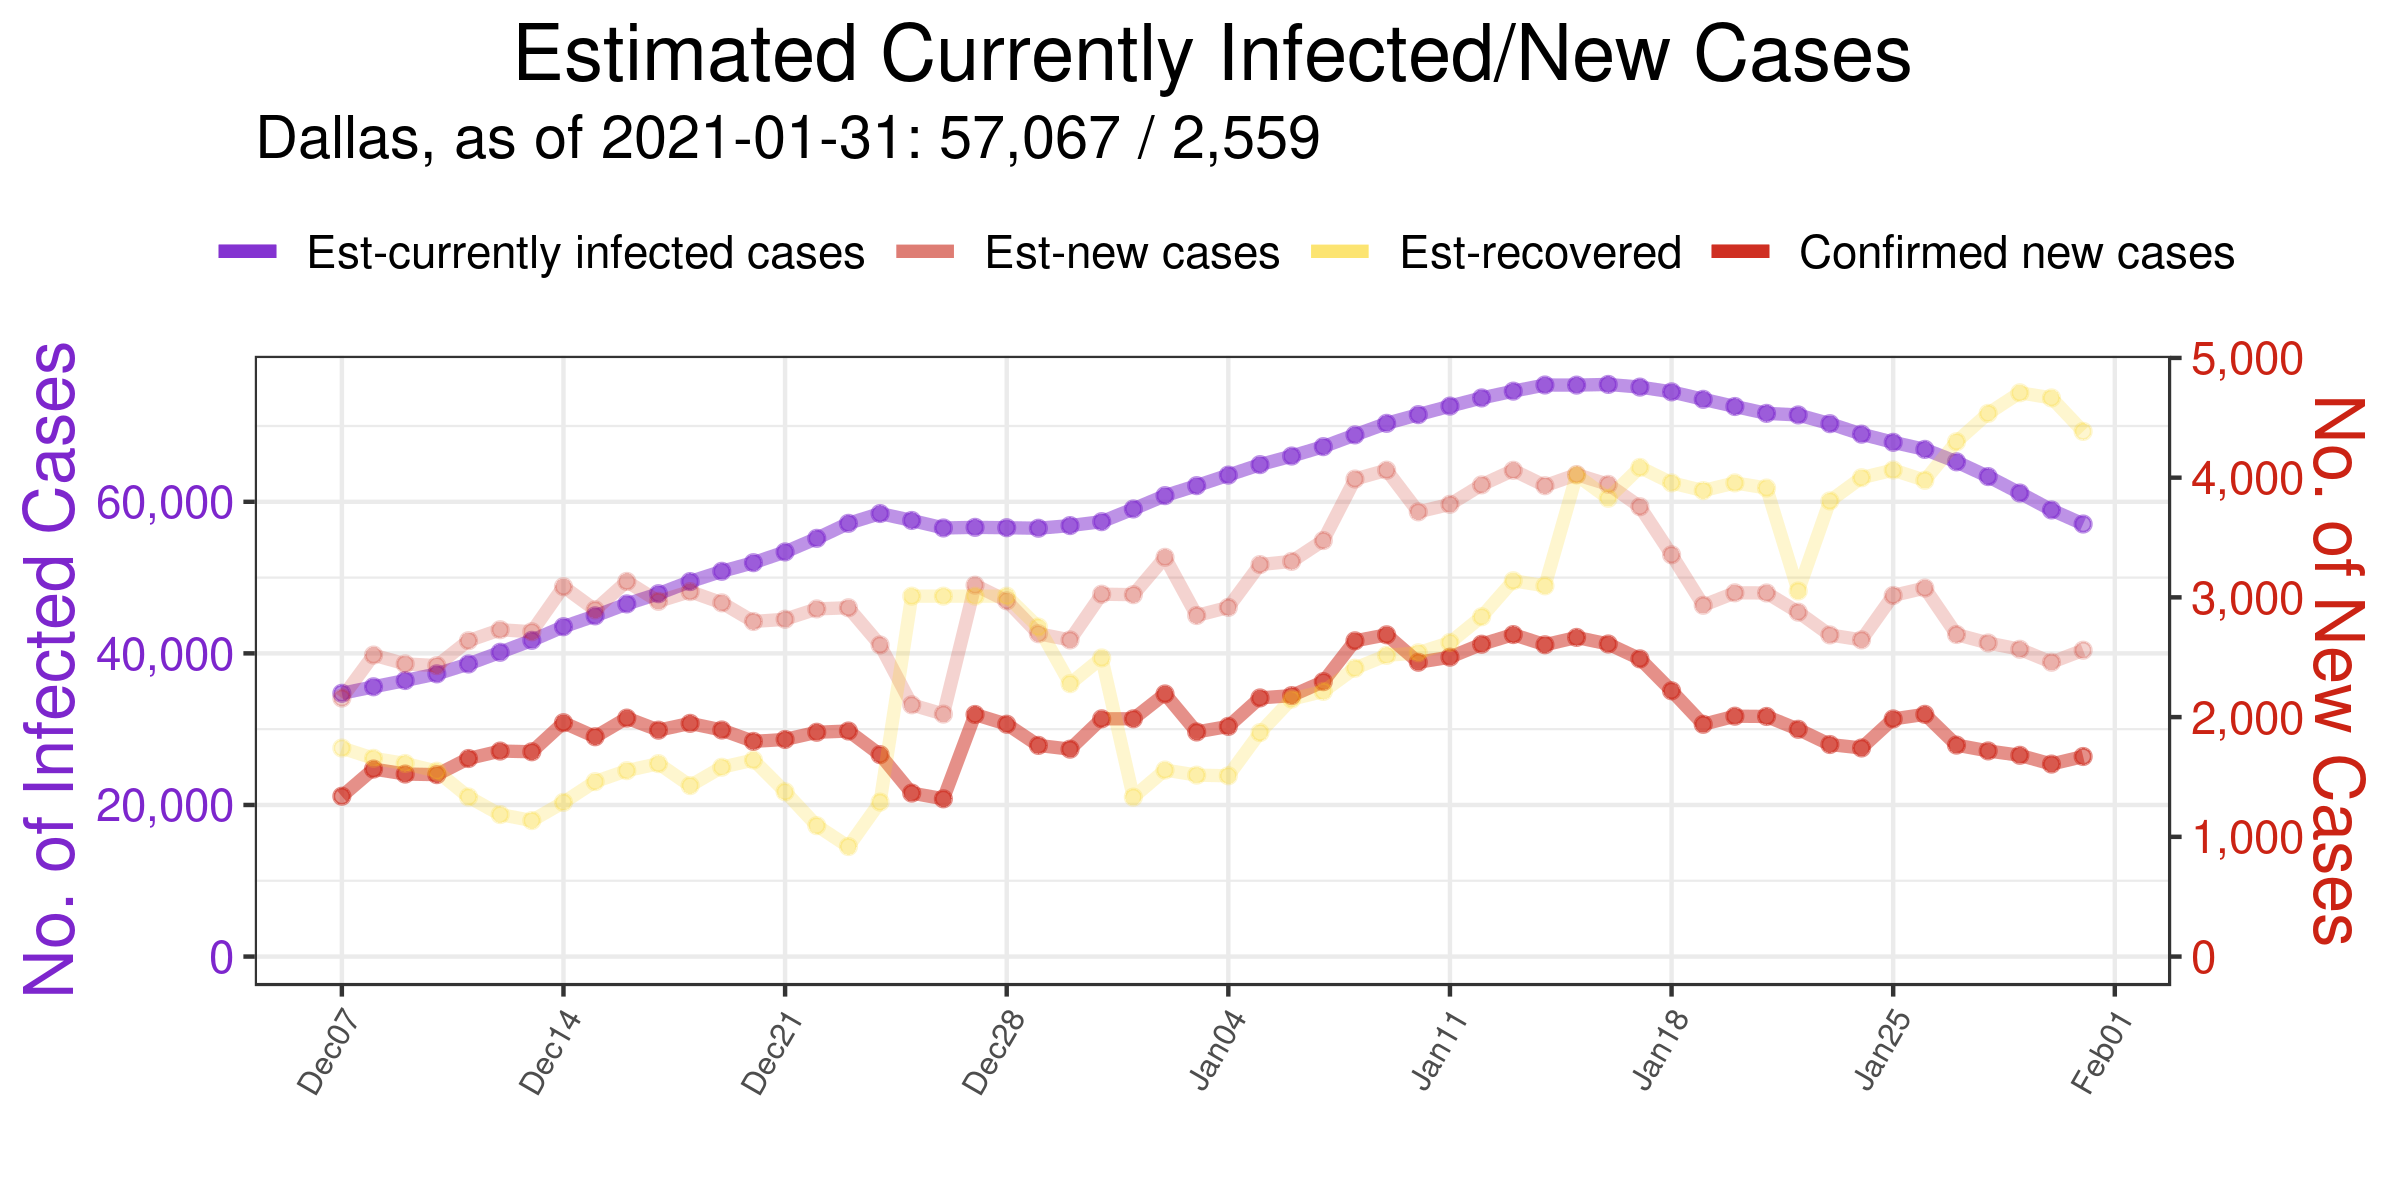 Estimated Currently Infected/New Cases
Dallas, as of 2021-01-31: 57,067 / 2,559
Est-currently infected cases Est-new cases Est-recovered Confirmed new cases
No. of Infected Cases
60,000
40,000
20,000
0
5,000
4,000
3,000
2,000
1,000
0
No. of New Cases
Dec07 Dec14 Dec21 Dec28 Jan04 Jan11 Jan18 Jan25 Feb01